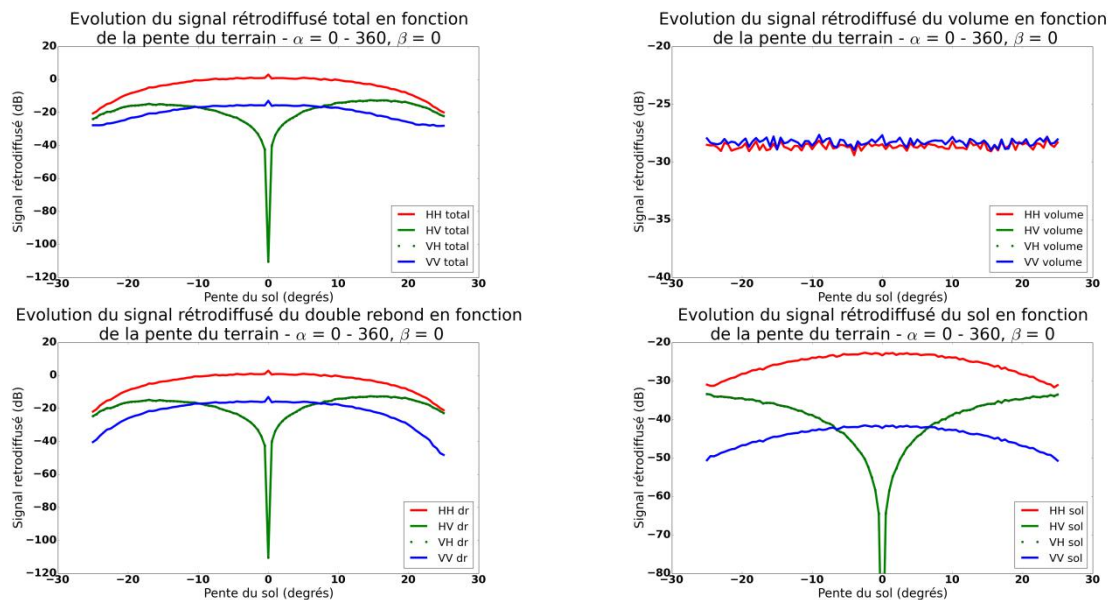 Evolution du signal rétrodiffusé total en fonction
de la pente du terrain - α = 0 - 360, β = 0
20
0
−20
−40
−60
−80
−100
−120
Signal rétrodiffusé (dB)
HH total
HV total
VH total
VV total
−30 −20 −10 0 10 20 30
Pente du sol (degrés)
Evolution du signal rétrodiffusé du volume en fonction
de la pente du terrain - α = 0 - 360, β = 0
−20
−25
−30
−35
−40
Signal rétrodiffusé (dB)
HH volume
HV volume
VH volume
VV volume
−30 −20 −10 0 10 20 30
Pente du sol (degrés)
Evolution du signal rétrodiffusé du double rebond en fonction
de la pente du terrain - α = 0 - 360, β = 0
20
0
−20
−40
−60
−80
−100
−120
Signal rétrodiffusé (dB)
HH dr
HV dr
VH dr
VV dr
−30 −20 −10 0 10 20 30
Pente du sol (degrés)
Evolution du signal rétrodiffusé du sol en fonction
de la pente du terrain - α = 0 - 360, β = 0
−20
−30
−40
−50
−60
−70
−80
Signal rétrodiffusé (dB)
HH sol
HV sol
VH sol
VV sol
−30 −20 −10 0 10 20 30
Pente du sol (degrés)